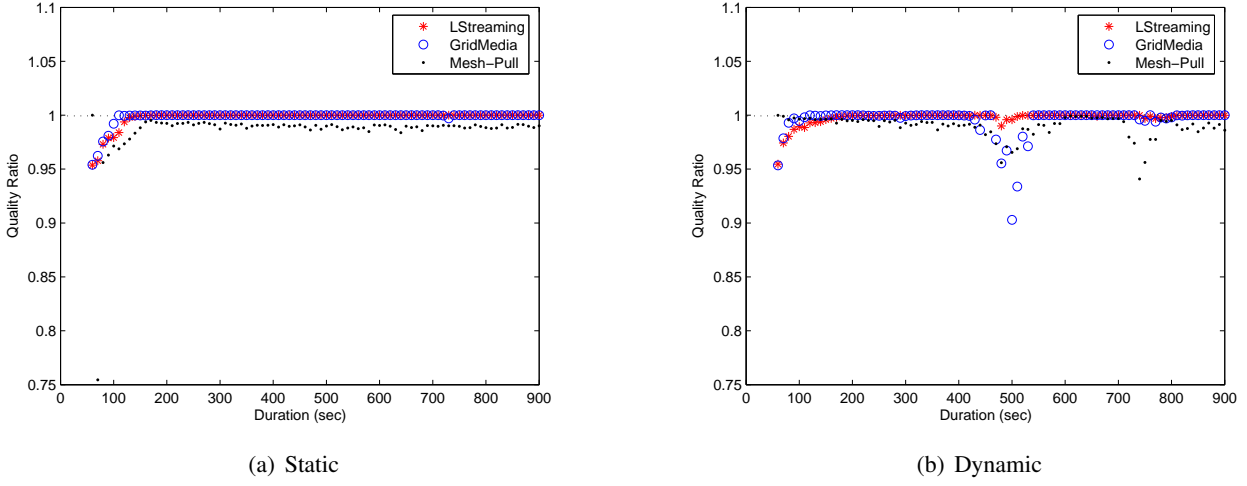 1.1
1.05
1
0.95
0.9
0.85
0.8
0.75
0 100 200 300 400 500 600 700 800 900
Quality Ratio
Duration (sec)
LStreaming
GridMedia
Mesh−Pull
(a) Static
1.1
1.05
1
0.95
0.9
0.85
0.8
0.75
0 100 200 300 400 500 600 700 800 900
Quality Ratio
Duration (sec)
LStreaming
GridMedia
Mesh−Pull
(b) Dynamic